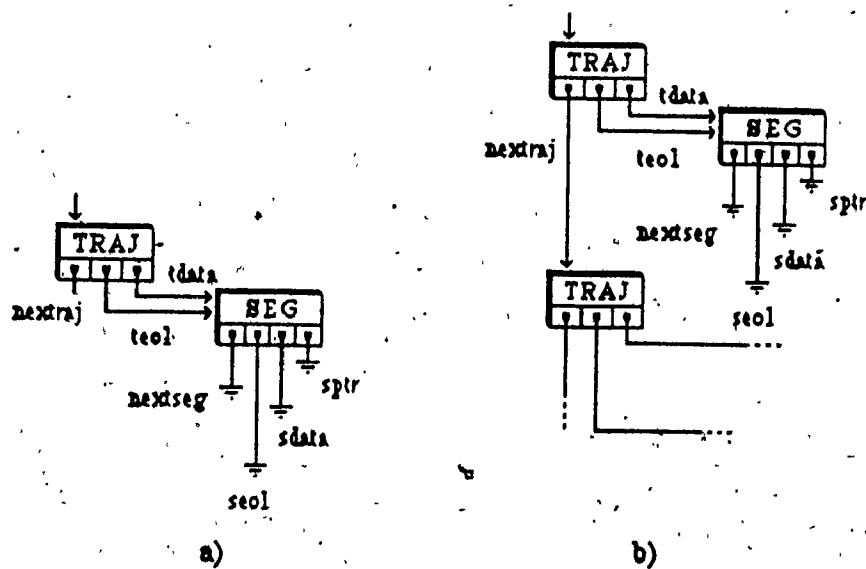 TRAJ
tdata
nextraj
teol
SEG
sptr
nextseg
sdata
seol
a)
TRAJ
tdata
SEG
nextraj
teol
sptr
nextseg
sdata
TRAJ
seol
b)